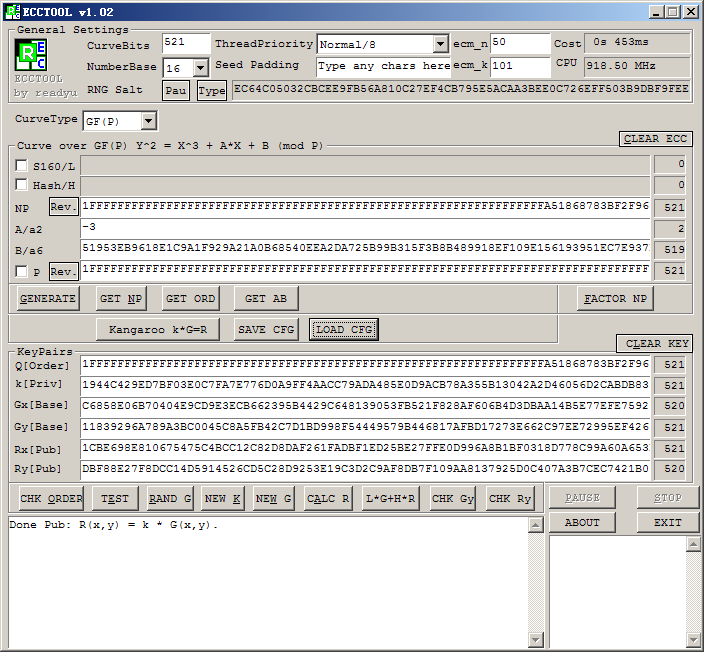 ECCTOOL v1.02
General Settings
CurveBits 521 ThreadPriority Normal/8 ecm_n 50 Cost 0s 453ms
NumberBase 16 Seed Padding Type any chars here ecm_k 101 CPU 918.50 MHz
ECCTOOL
by readyu
RNG Salt Pau Type EC64C05032CBCEE9FB56A810C27EF4CB795E5ACAA3BEE0C726EFF503B9DBF9FEE
CurveType GF(P)
CLEAR ECC
Curve over GF(P) Y^2 = X^3 + A*X + B (mod P)
S160/L 0
Hash/H 0
NP Rev. 1FFFFFFFFFFFFFFFFFFFFFFFFFFFFFFFFFFFFFFFFFFFFFFFFFFFFFFFFFFFFFFFFFFA51868783BF2F96 521
A/a2 -3 2
B/a6 51953EB9618E1C9A1F929A21A0B68540EEA2DA725B99B315F3B8B489918EF109E156193951EC7E937 519
P Rev. 1FFFFFFFFFFFFFFFFFFFFFFFFFFFFFFFFFFFFFFFFFFFFFFFFFFFFFFFFFFFFFFFFFFFFFFFFFFFFFFFFF 521
GENERATE GET NP GET ORD GET AB FACTOR NP
Kangaroo k*G=R SAVE CFG LOAD CFG
CLEAR KEY
KeyPairs
Q[Order] 1FFFFFFFFFFFFFFFFFFFFFFFFFFFFFFFFFFFFFFFFFFFFFFFFFFFFFFFFFFFFFFFFFFA51868783BF2F96 521
k[Priv] 1944C429ED7BF03E0C7FA7E776D0A9FF4AACC79ADA485E0D9ACB78A355B13042A2D46056D2CABDB83 521
Gx[Base] C6858E06B70404E9CD9E3ECB662395B4429C648139053FB521F828AF606B4D3DBAA14B5E77EFE7592 520
Gy[Base] 11839296A789A3BC0045C8A5FB42C7D1BD998F54449579B446817AFBD17273E662C97EE72995EF426 521
Rx[Pub] 1CBE698E810675475C4BCC12C82D8DAF261FADBF1ED25BE27FFE0D996A8B1BF0318D778C99A60A653 521
Ry[Pub] DBF88E27F8DCC14D5914526CD5C28D9253E19C3D2C9AF8DB7F109AA8137925D0C407A3B7CEC7421B0 520
CHK ORDER TEST RAND G NEW K NEW G CALC R L*G+H*R CHK Gy CHK Ry PAUSE STOP
ABOUT EXIT
Done Pub: R(x,y) = k * G(x,y).